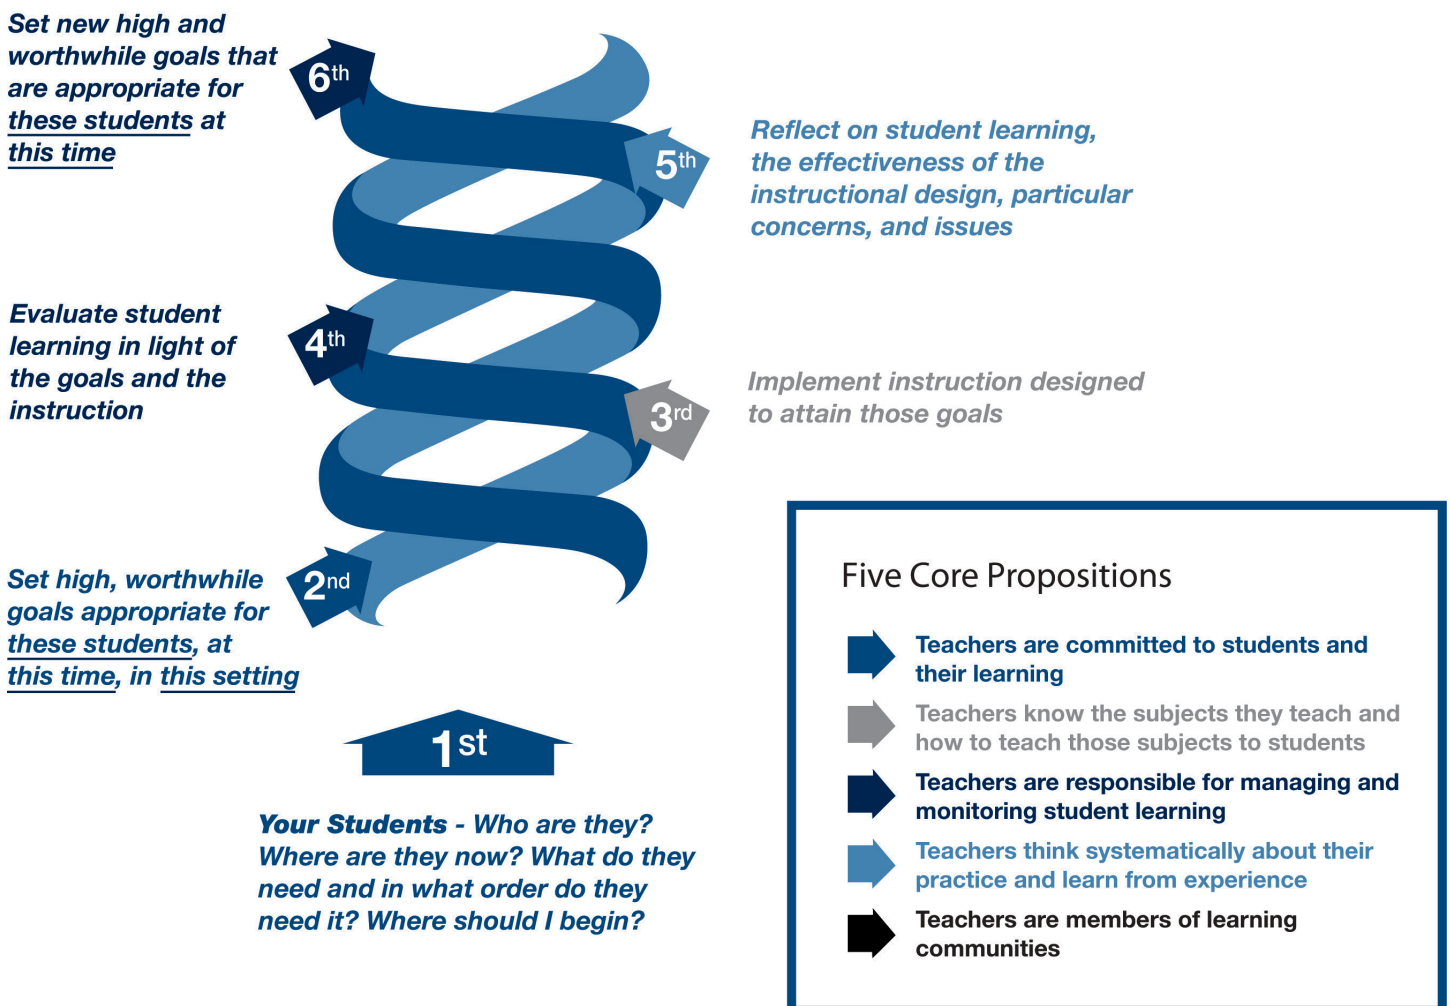 Set new high and
worthwhile goals that
are appropriate for
these students at
this time
6th
5th
Reflect on student learning,
the effectiveness of the
instructional design, particular
concerns, and issues
Evaluate student
learning in light of
the goals and the
instruction
4th
3rd
Implement instruction designed
to attain those goals
Set high, worthwhile
goals appropriate for
these students, at
this time, in this setting
2nd
1st
Your Students - Who are they?
Where are they now? What do they
need and in what order do they
need it? Where should I begin?
Five Core Propositions
Teachers are committed to students and
their learning
Teachers know the subjects they teach and
how to teach those subjects to students
Teachers are responsible for managing and
monitoring student learning
Teachers think systematically about their
practice and learn from experience
Teachers are members of learning
communities